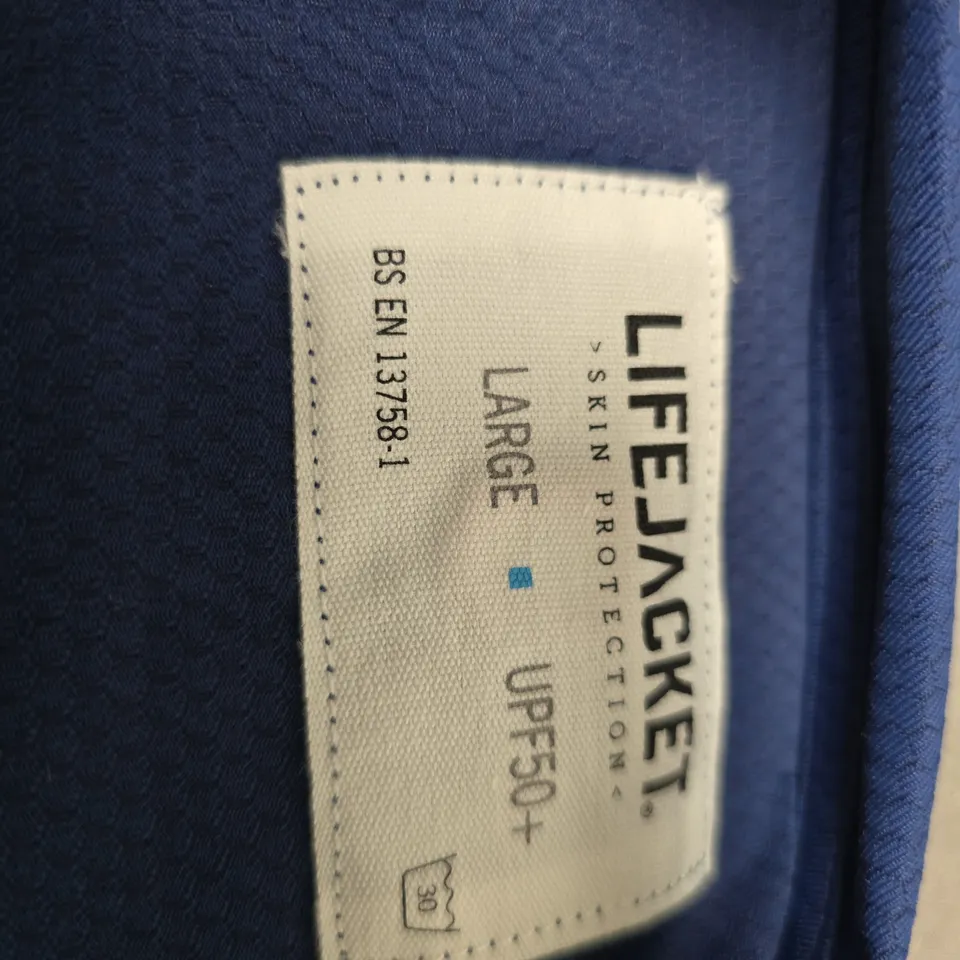 LIFEJACKET®
>SKIN PROTECTION<
LARGE UPF50+
BS EN 13758-1
30